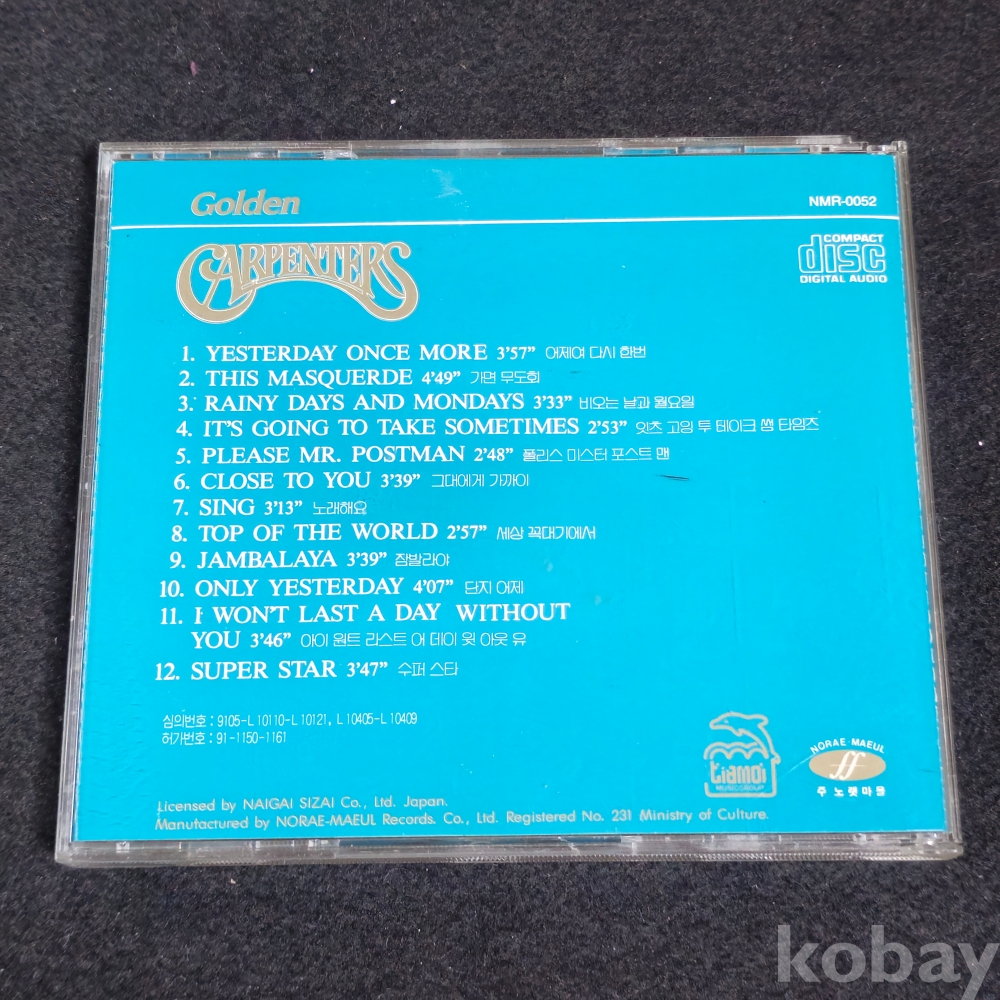 Golden
NMR-0052
CARPENTERS
COMPACT
disc
DIGITAL AUDIO
1. YESTERDAY ONCE MORE 3'57" 어제여 다시 한번
2. THIS MASQUERDE 4'49" 가면 무도회
3. RAINY DAYS AND MONDAYS 3'33" 비오는 날과 월요일
4. IT'S GOING TO TAKE SOMETIMES 2'53" 잇츠 고잉 투 테이크 썸 타임즈
5. PLEASE MR. POSTMAN 2'48" 플리스 미스터 포스트 맨
6. CLOSE TO YOU 3'39" 그대에게 가까이
7. SING 3'13" 노래해요
8. TOP OF THE WORLD 2'57" 세상 꼭대기에서
9. JAMBALAYA 3'39" 잠발라야
10. ONLY YESTERDAY 4'07" 단지 어제
11. I WON'T LAST A DAY WITHOUT
YOU 3'46" 아이 원트 라스트 어 데이 윗 아웃 유
12. SUPER STAR 3'47" 수퍼 스타
심의번호 : 9105-L 10110-L 10121, L 10405-L 10409
허가번호 : 91-1150-1161
tiamoi
MUSIC GROUP
NORAE-MAEUL
주 노랫마을
Licensed by NAIGAI SIZAI Co., Ltd. Japan.
Manufactured by NORAE-MAEUL Records. Co., Ltd. Registered No. 231 Ministry of Culture.
kobay